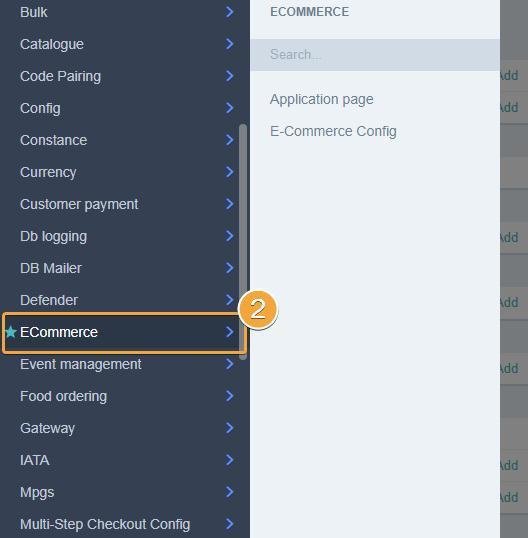 Bulk
Catalogue
Code Pairing
Config
Constance
Currency
Customer payment
Db logging
DB Mailer
Defender
ECommerce
Event management
Food ordering
Gateway
IATA
Mpgs
Multi-Step Checkout Config
2
ECOMMERCE
Search...
Application page
E-Commerce Config
Add
Add
Add
Add
Add
Add
Add